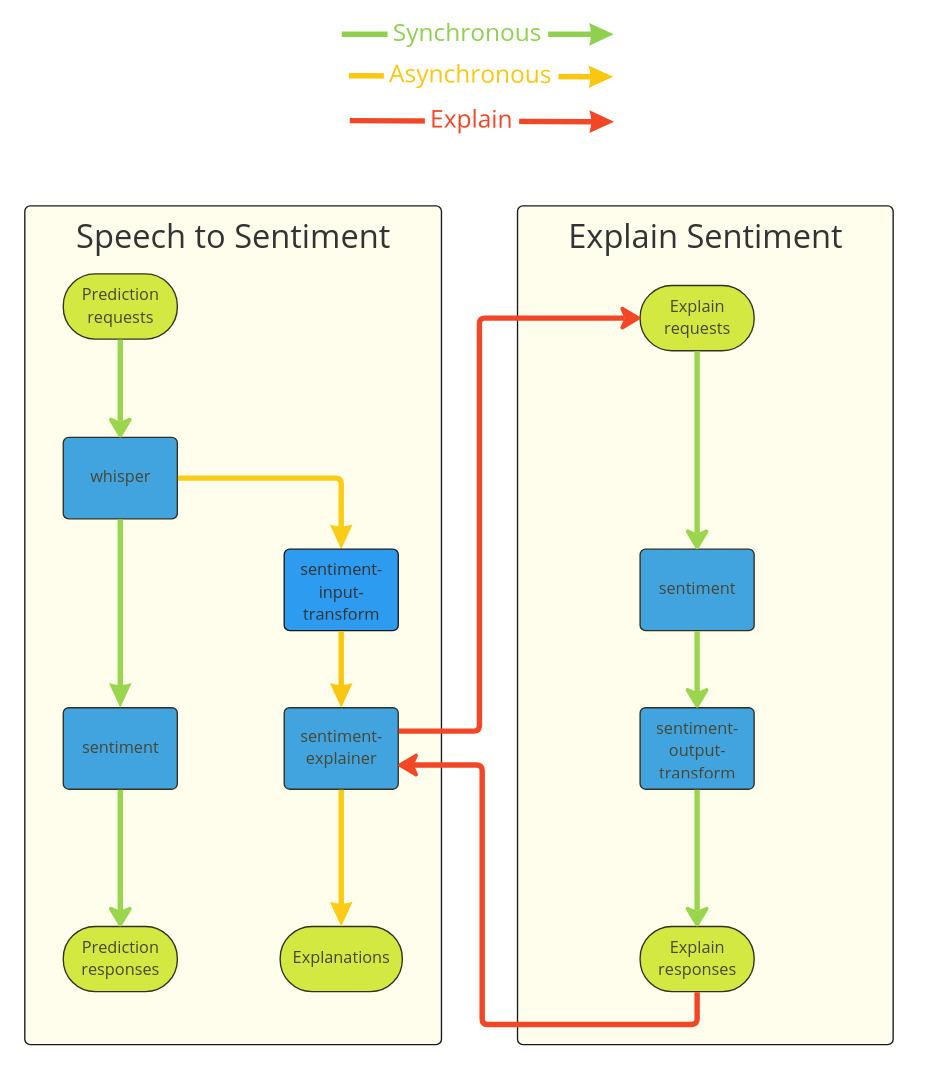 Synchronous
Asynchronous
Explain
Speech to Sentiment
Prediction
requests
whisper
sentiment-
input-
transform
sentiment
sentiment-
explainer
Prediction
responses
Explanations
Explain Sentiment
Explain
requests
sentiment
sentiment-
output-
transform
Explain
responses